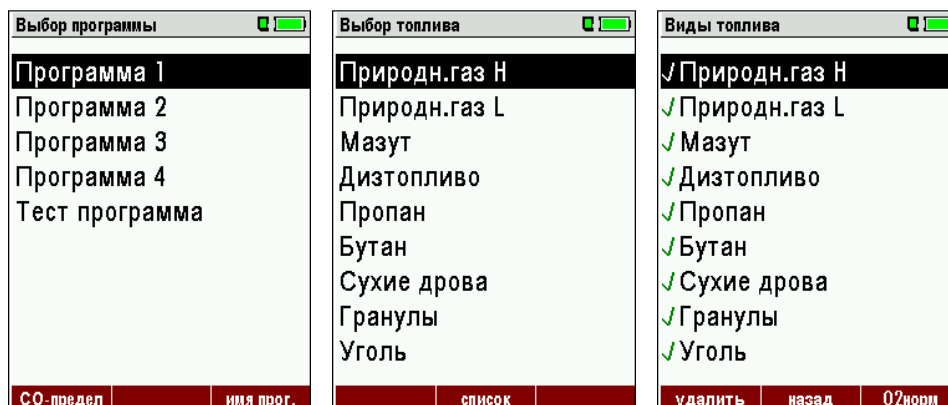 Выбор программы
Программа 1
Программа 2
Программа 3
Программа 4
Тест программа
CO-предел имя прог.
Выбор топлива
Природн.газ H
Природн.газ L
Мазут
Дизтопливо
Пропан
Бутан
Сухие дрова
Гранулы
Уголь
список
Виды топлива
√Природн.газ H
√Природн.газ L
√Мазут
√Дизтопливо
√Пропан
√Бутан
√Сухие дрова
√Гранулы
√Уголь
удалить назад O2норм